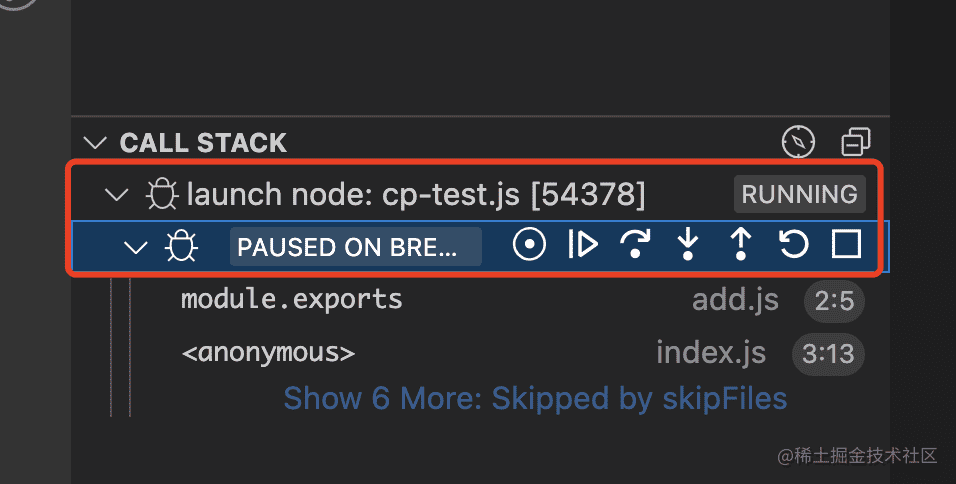 CALL STACK
launch node: cp-test.js [54378] RUNNING
PAUSED ON BRE...
module.exports add.js 2:5
<anonymous> index.js 3:13
Show 6 More: Skipped by skipFiles
@稀土掘金技术社区